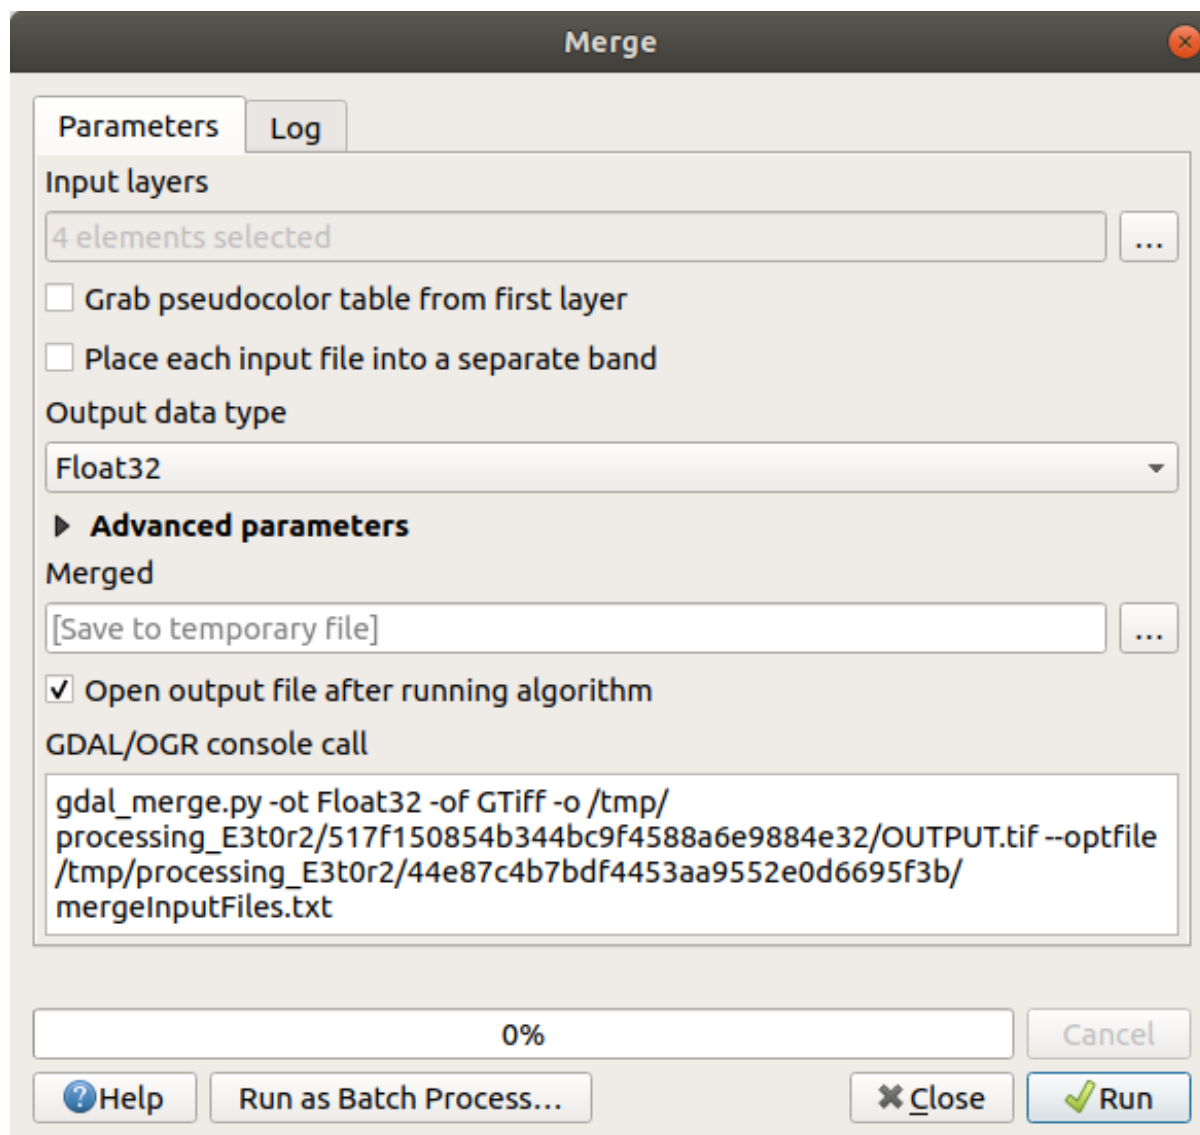 Merge
Parameters
Log
Input layers
4 elements selected
...
Grab pseudocolor table from first layer
Place each input file into a separate band
Output data type
Float32
Advanced parameters
Merged
[Save to temporary file]
...
Open output file after running algorithm
GDAL/OGR console call
gdal_merge.py -ot Float32 -of GTiff -o /tmp/
processing_E3t0r2/517f150854b344bc9f4588a6e9884e32/OUTPUT.tif --optfile
/tmp/processing_E3t0r2/44e87c4b7bdf4453aa9552e0d6695f3b/
mergeInputFiles.txt
0%
Cancel
Help
Run as Batch Process...
Close
Run